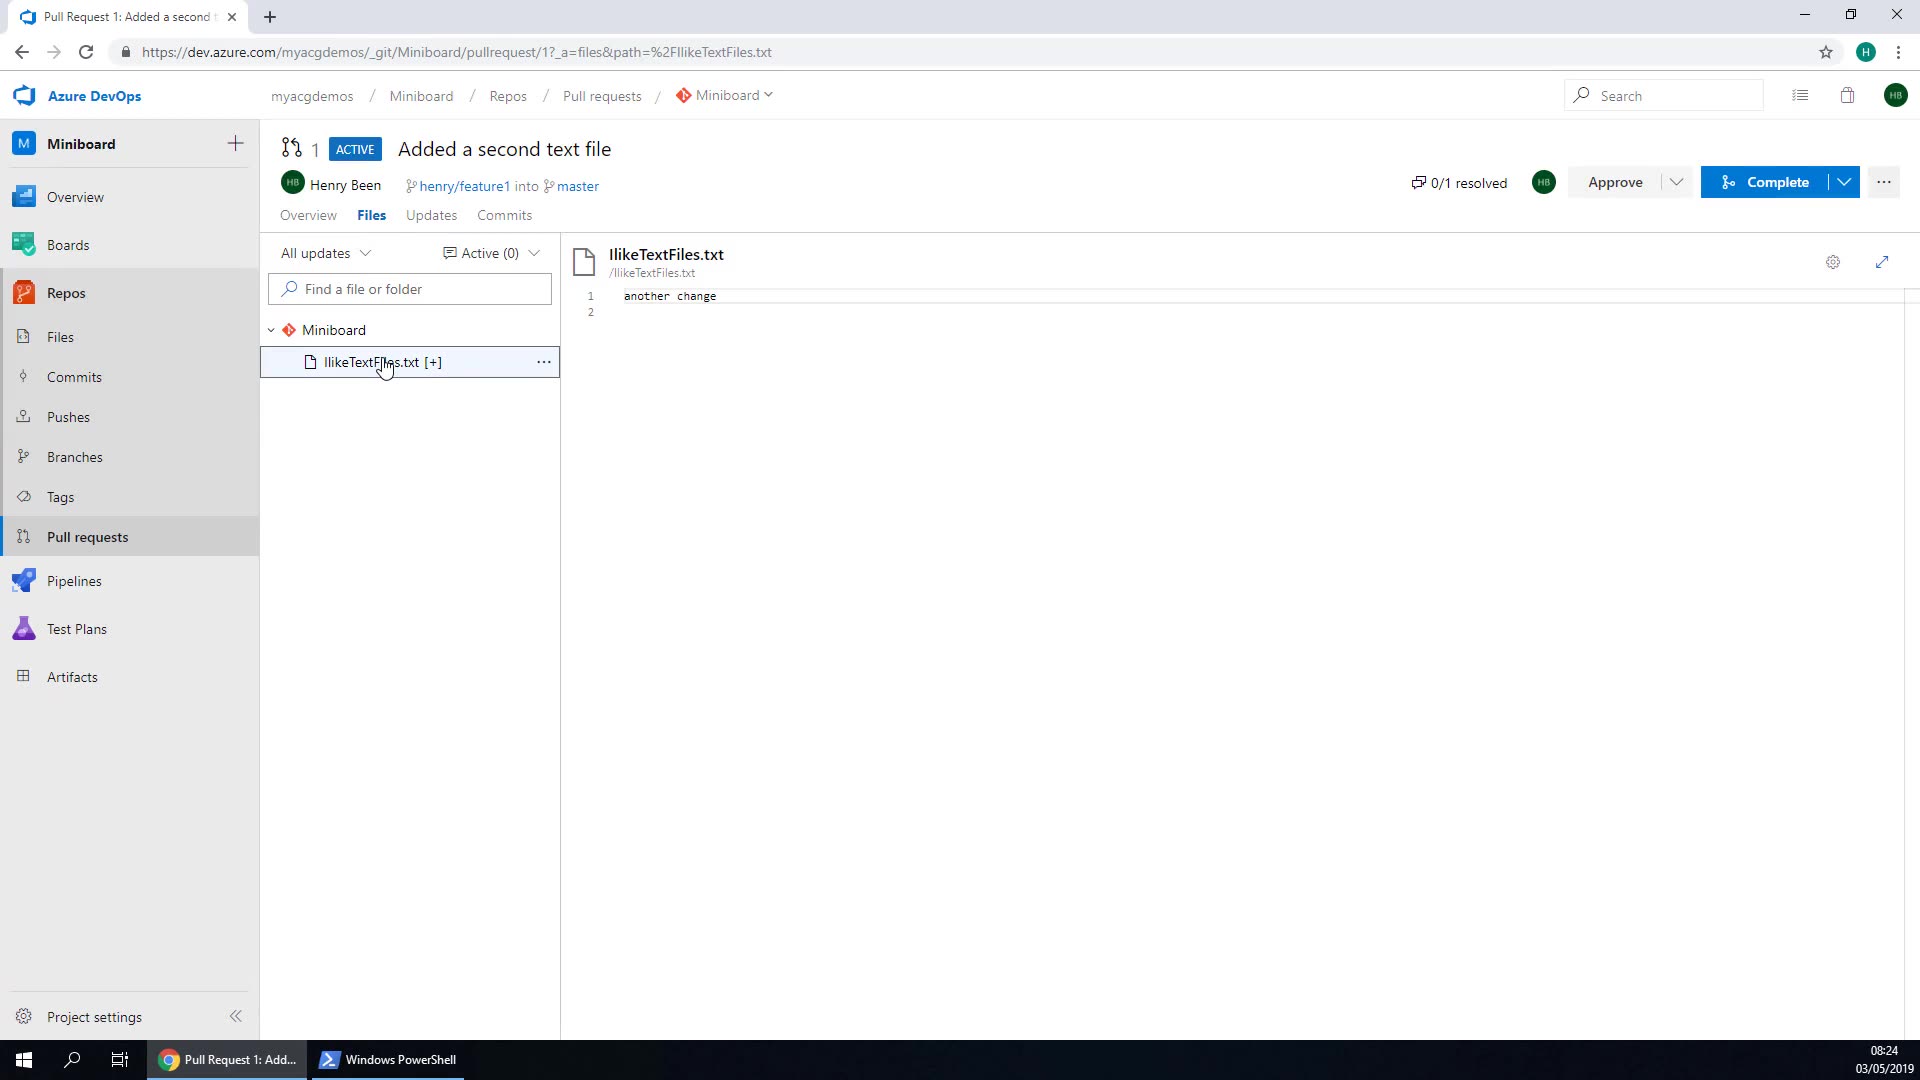 Pull Request 1: Added a second t
https://dev.azure.com/myacgdemos/_git/Miniboard/pullrequest/1?_a=files&path=%2FIlikeTextFiles.txt
H
Azure DevOps
myacgdemos / Miniboard / Repos / Pull requests / Miniboard
Search
HB
M Miniboard
Overview
Boards
Repos
Files
Commits
Pushes
Branches
Tags
Pull requests
Pipelines
Test Plans
Artifacts
Project settings
1 ACTIVE Added a second text file
HB Henry Been henry/feature1 into master
0/1 resolved HB Approve Complete
Overview Files Updates Commits
All updates Active (0)
Find a file or folder
Miniboard
IlikeTextFiles.txt [+]
IlikeTextFiles.txt
/IlikeTextFiles.txt
1 another change
2
Pull Request 1: Add...
Windows PowerShell
08:24
03/05/2019